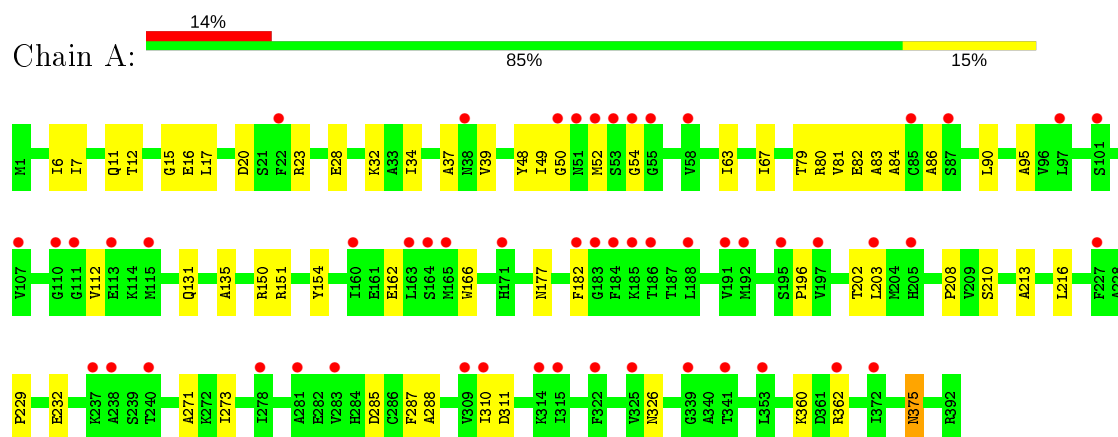 14%
Chain A:
85%
15%
M1 I6 I7 Q11 T12 G15 E16 L17 D20 S21 F22 R23 E28 K32 A33 I34 A37 N38 V39 Y48 I49 G50 N51 M52 S53 G54 G55 V58 I63 I67 T79 R80 V81 E82 A83 A84 C85 A86 S87 L90 A95 V96 L97 S101
V107 G110 G111 V112 E113 K114 M115 Q131 A135 R150 R151 Y154 I160 E161 E162 L163 S164 M165 W166 H171 N177 F182 G183 F184 K185 T186 T187 L188 V191 M192 S195 P196 V197 T202 L203 M204 H205 P208 V209 S210 A213 L216 F227 A228
P229 E232 K237 A238 S239 T240 A271 K272 I273 I278 A281 E282 V283 H284 D285 C286 F287 A288 V309 I310 D311 K314 I315 F322 V325 N326 G339 A340 T341 L353 K360 D361 R362 I372 N375 R392